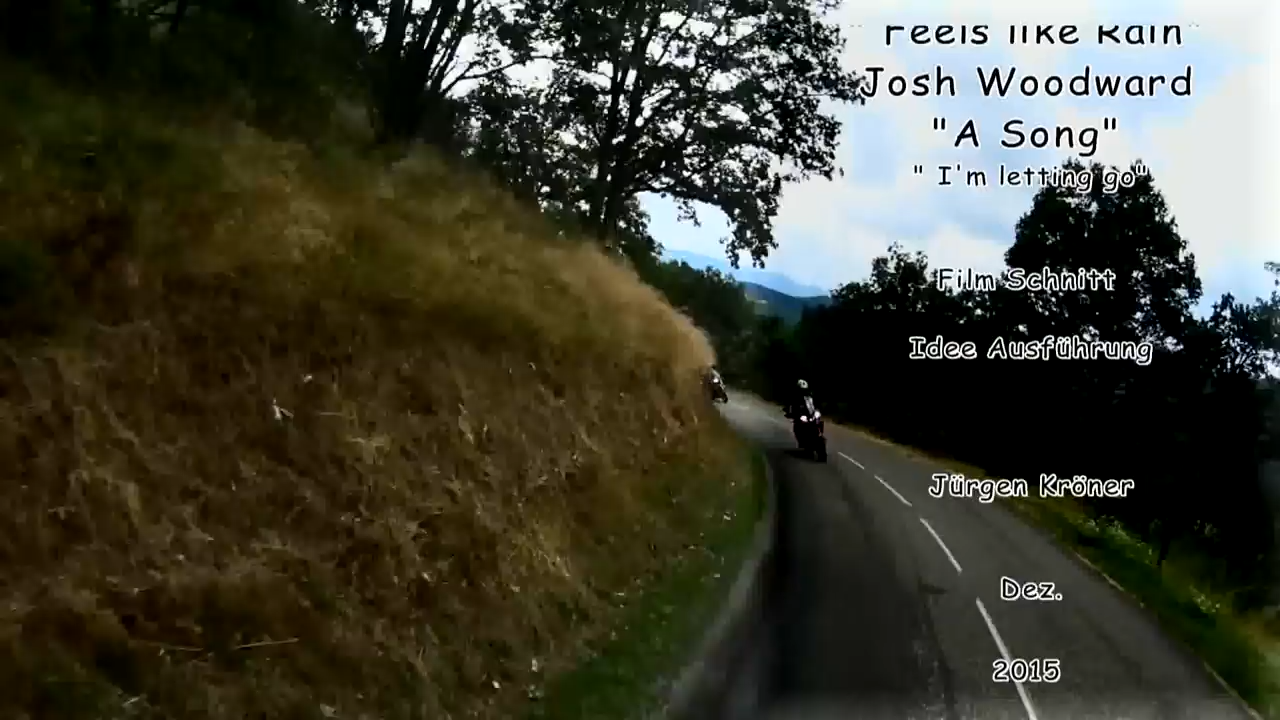 Feels like Rain"
Josh Woodward
"A Song"
" I'm letting go"
Film Schnitt
Idee Ausführung
Jürgen Kröner
Dez.
2015